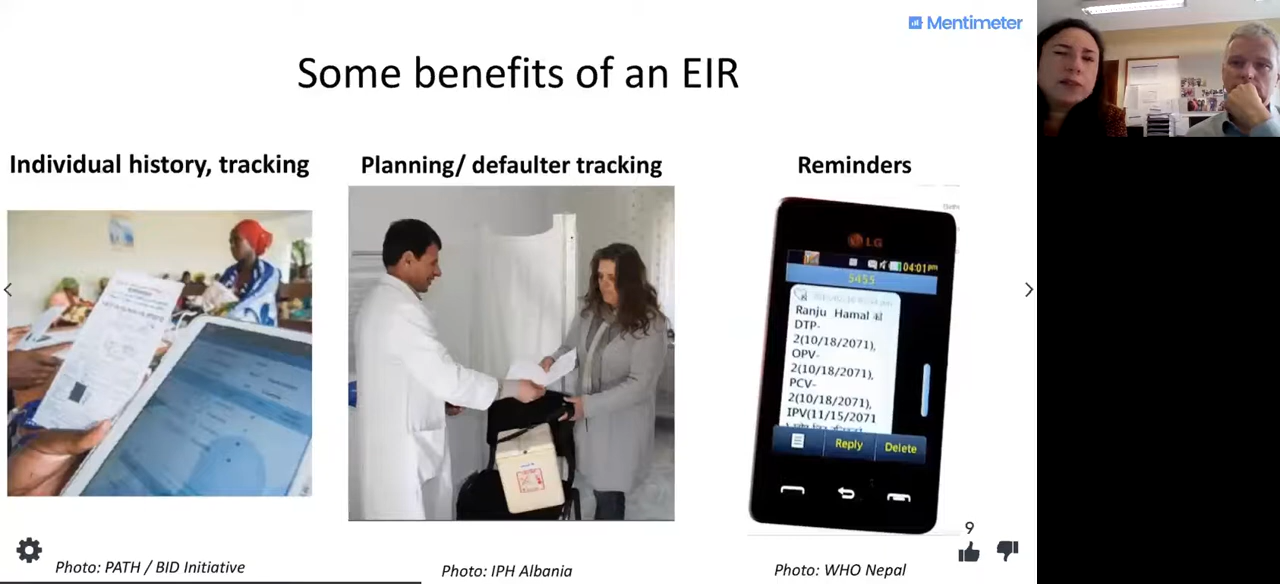 Mentimeter
Some benefits of an EIR
Individual history, tracking
Planning/ defaulter tracking
Reminders
LG
04:01pm
5455
Ranju Hamal
DTP-
2(10/18/2071),
OPV-
2(10/18/2071),
PCV-
2(10/18/2071),
IPV(11/15/2071
Reply
Delete
9
Photo: PATH / BID Initiative
Photo: IPH Albania
Photo: WHO Nepal